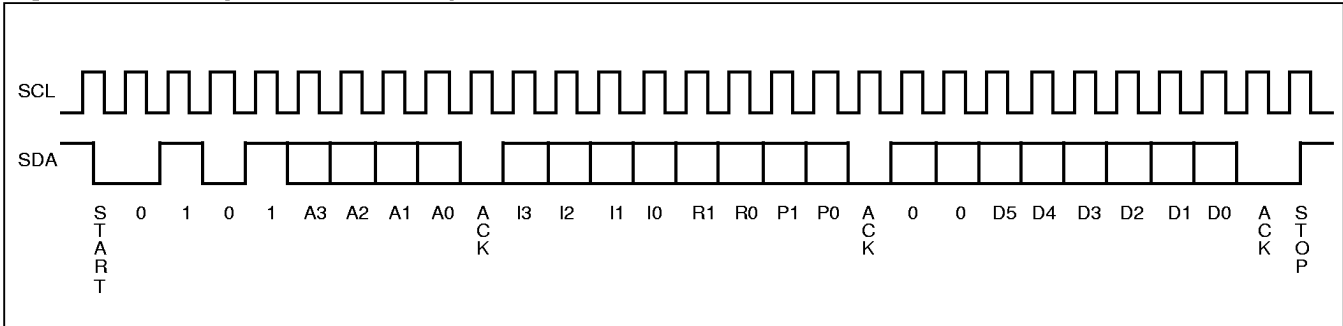 SCL
SDA
START 0 1 0 1 A3 A2 A1 A0 ACK I3 I2 I1 I0 R1 R0 P1 P0 ACK 0 0 D5 D4 D3 D2 D1 D0 ACK STOP